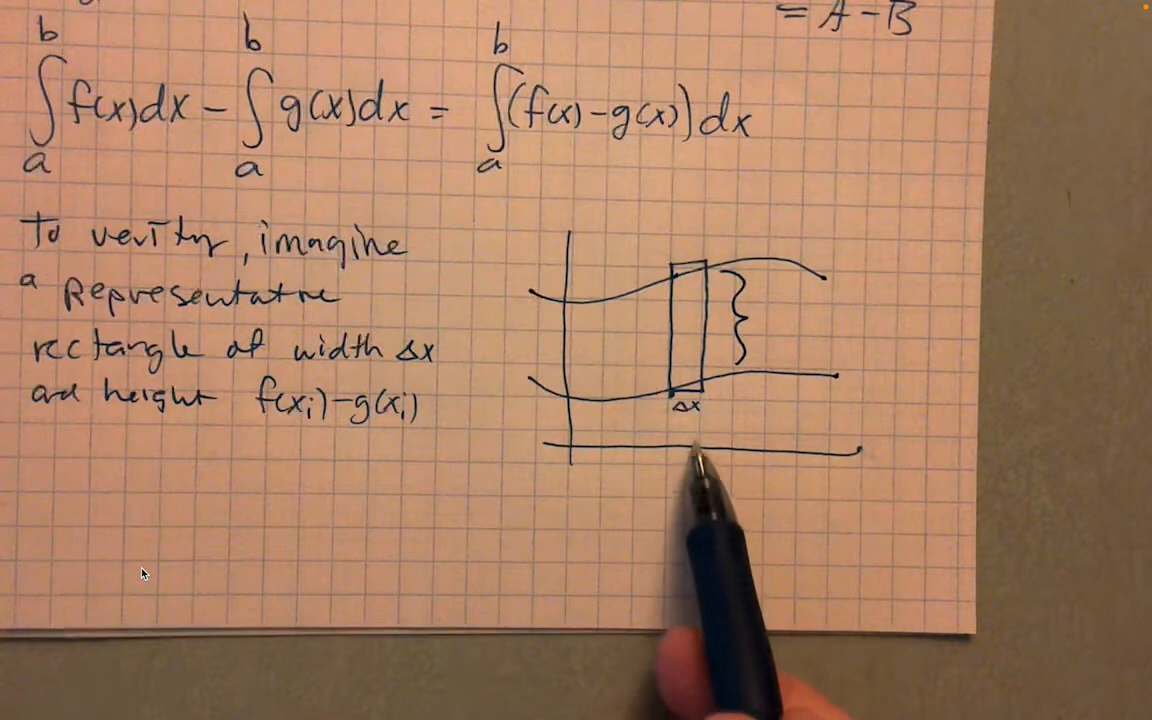 = A - B
b b b
∫ f(x)dx - ∫ g(x)dx = ∫ (f(x) - g(x)) dx
a a a
To verify, imagine
a Representative
rectangle of width Δx
and height f(xᵢ) - g(xᵢ)
Δx